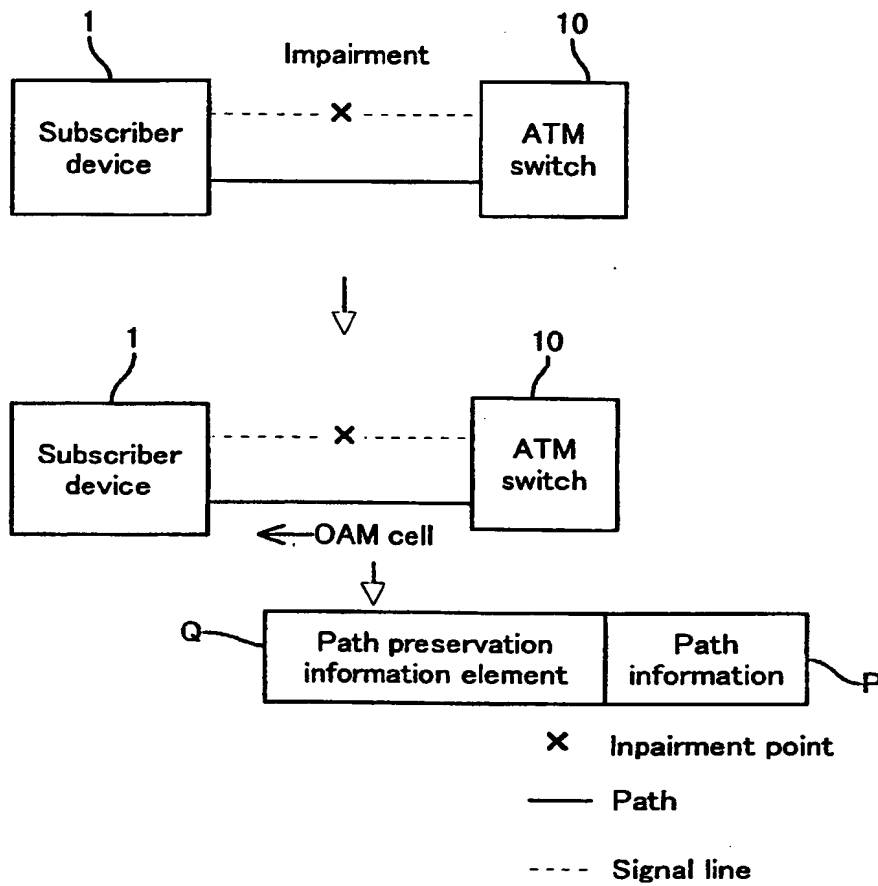 1
10
Impairment
Subscriber
device
ATM
switch
1
10
Subscriber
device
ATM
switch
OAM cell
Q
Path preservation
information element
Path
information
P
Inpairment point
Path
Signal line